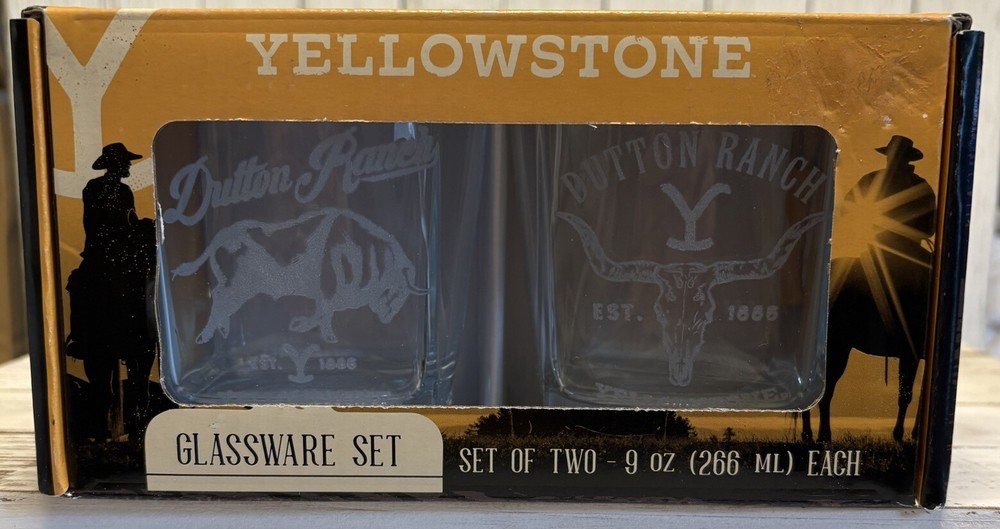 YELLOWSTONE
Dutton Ranch
EST. Y 1886
DUTTON RANCH
Y
EST. 1886
Y
GLASSWARE SET
SET OF TWO - 9 OZ (266 ML) EACH